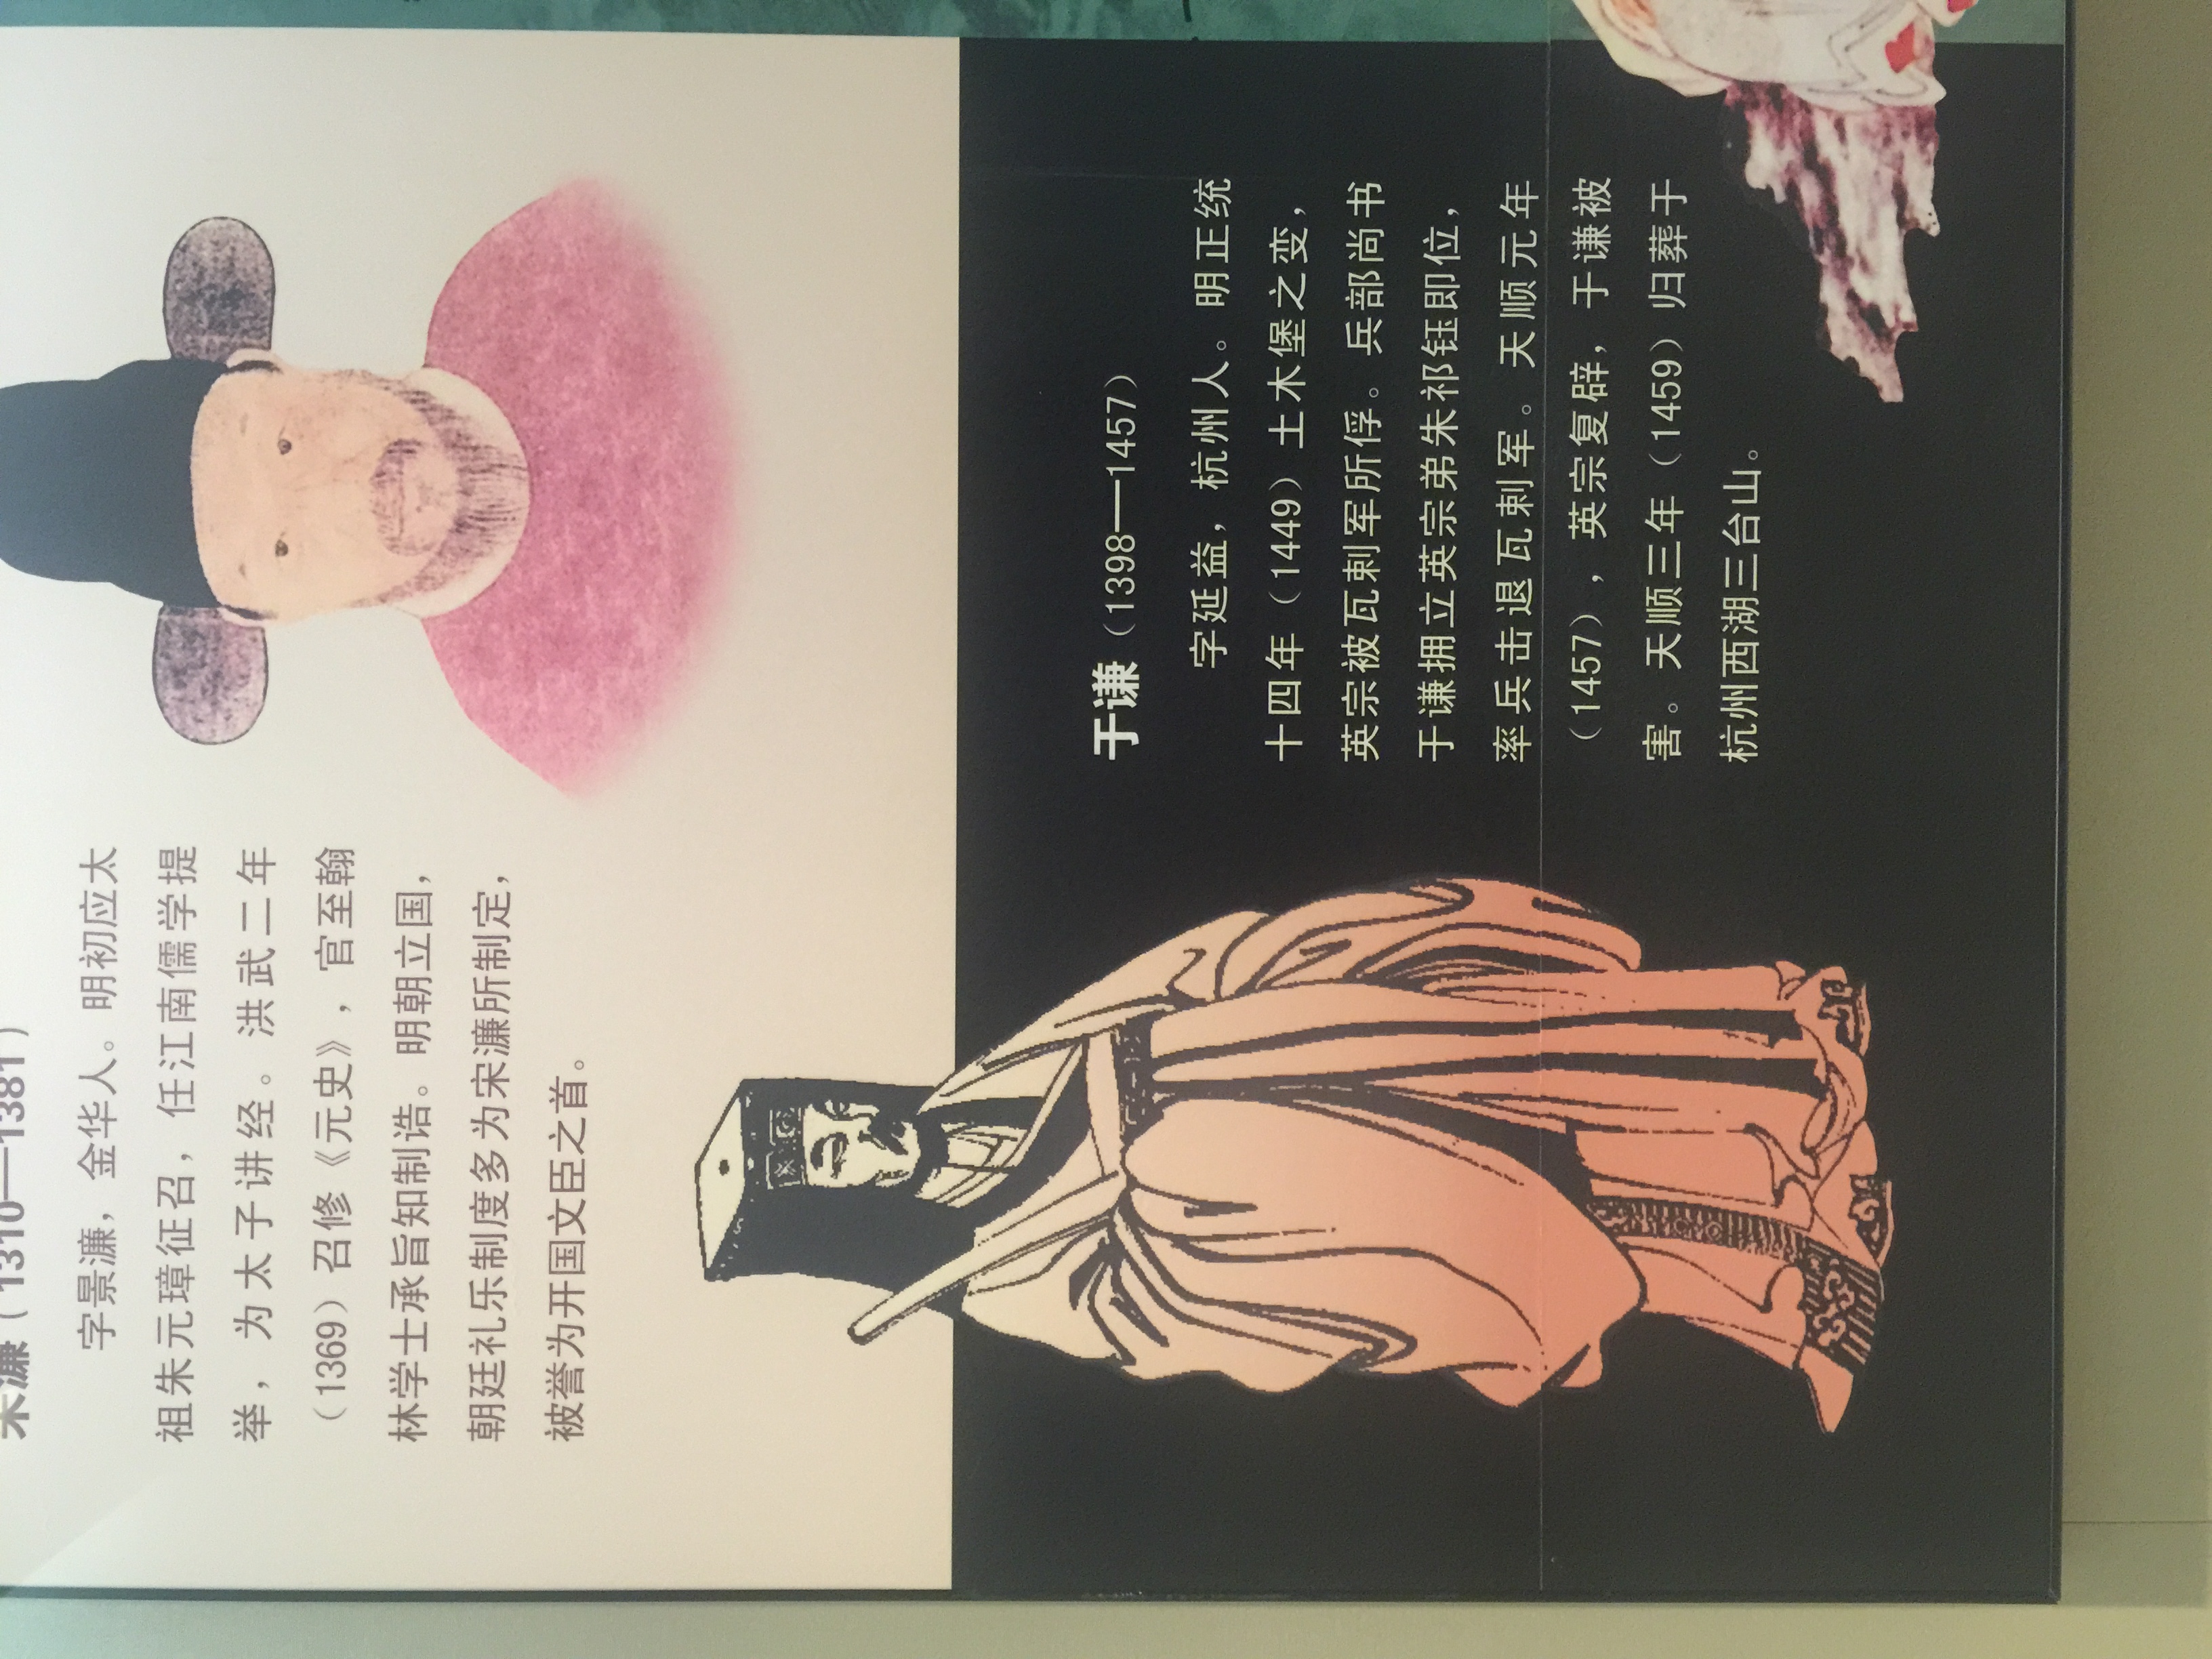 宋濂（1310—1381）
字景濂，金华人。明初应太
祖朱元璋征召，任江南儒学提
举，为太子讲经。洪武二年
（1369）召修《元史》，官至翰
林学士承旨知制诰。明朝立国，
朝廷礼乐制度多为宋濂所制定，
被誉为开国文臣之首。
于谦（1398—1457）
字延益，杭州人。明正统
十四年（1449）土木堡之变，
英宗被瓦剌军所俘。兵部尚书
于谦拥立英宗弟朱祁钰即位，
率兵击退瓦剌军。天顺元年
（1457），英宗复辟，于谦被
害。天顺三年（1459）归葬于
杭州西湖三台山。